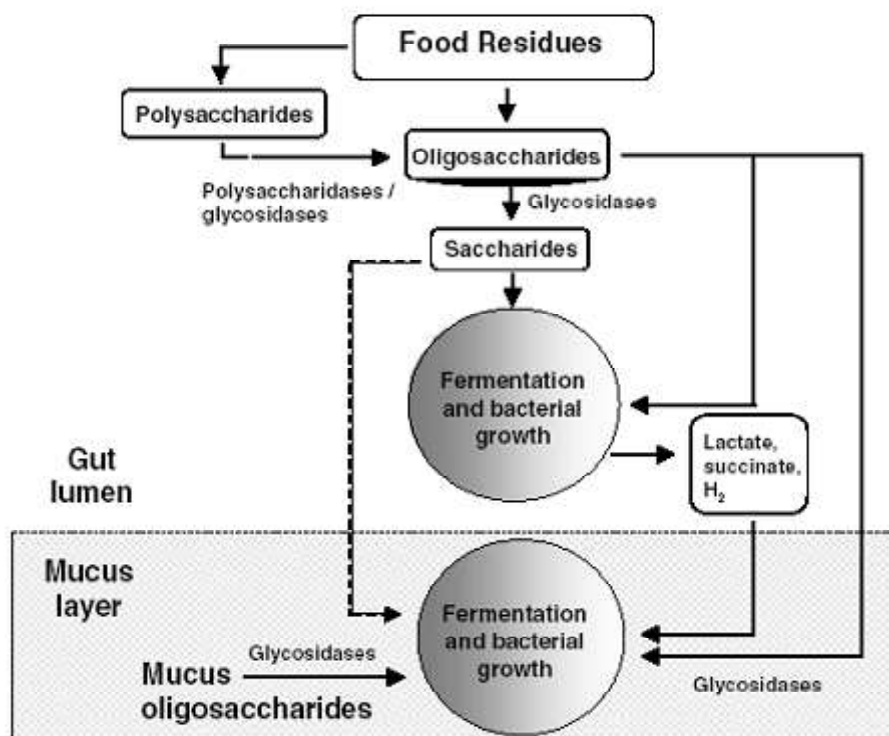 Food Residues
Polysaccharides
Oligosaccharides
Polysaccharidases /
glycosidases
Glycosidases
Saccharides
Fermentation
and bacterial
growth
Lactate,
succinate,
H₂
Gut
lumen
Mucus
layer
Fermentation
and bacterial
growth
Glycosidases
Mucus
oligosaccharides
Glycosidases